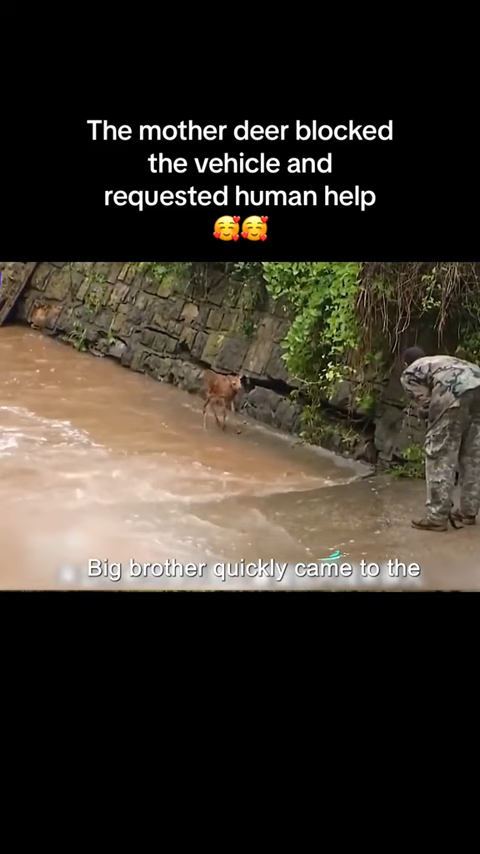 The mother deer blocked
the vehicle and
requested human help
🥰🥰
Big brother quickly came to the